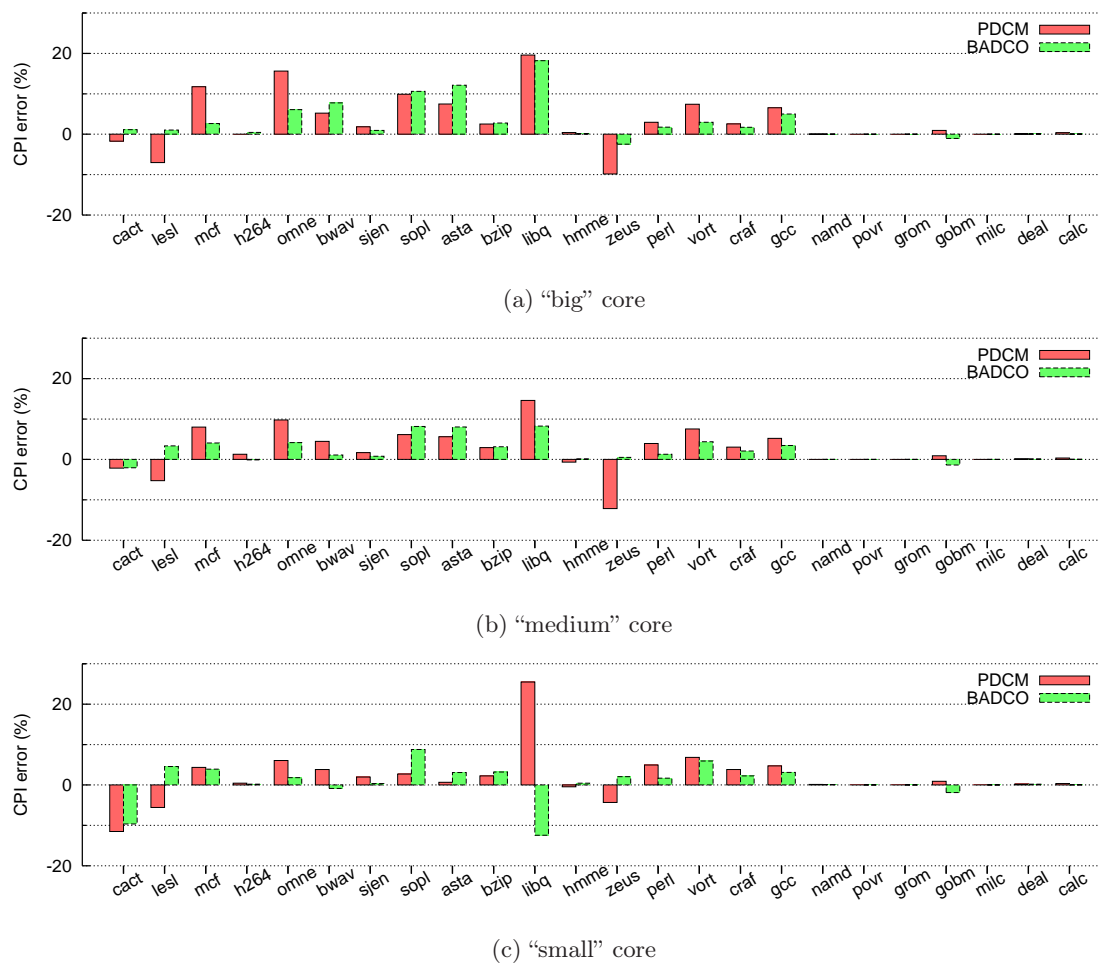 CPI error (%)
20
0
-20
PDCM
BADCO
cact lesl mcf h264 omne bwav sjen sopl asta bzip libq hmme zeus perl vort craf gcc namd povr grom gobm milc deal calc
(a) “big” core
CPI error (%)
20
0
-20
PDCM
BADCO
cact lesl mcf h264 omne bwav sjen sopl asta bzip libq hmme zeus perl vort craf gcc namd povr grom gobm milc deal calc
(b) “medium” core
CPI error (%)
20
0
-20
PDCM
BADCO
cact lesl mcf h264 omne bwav sjen sopl asta bzip libq hmme zeus perl vort craf gcc namd povr grom gobm milc deal calc
(c) “small” core